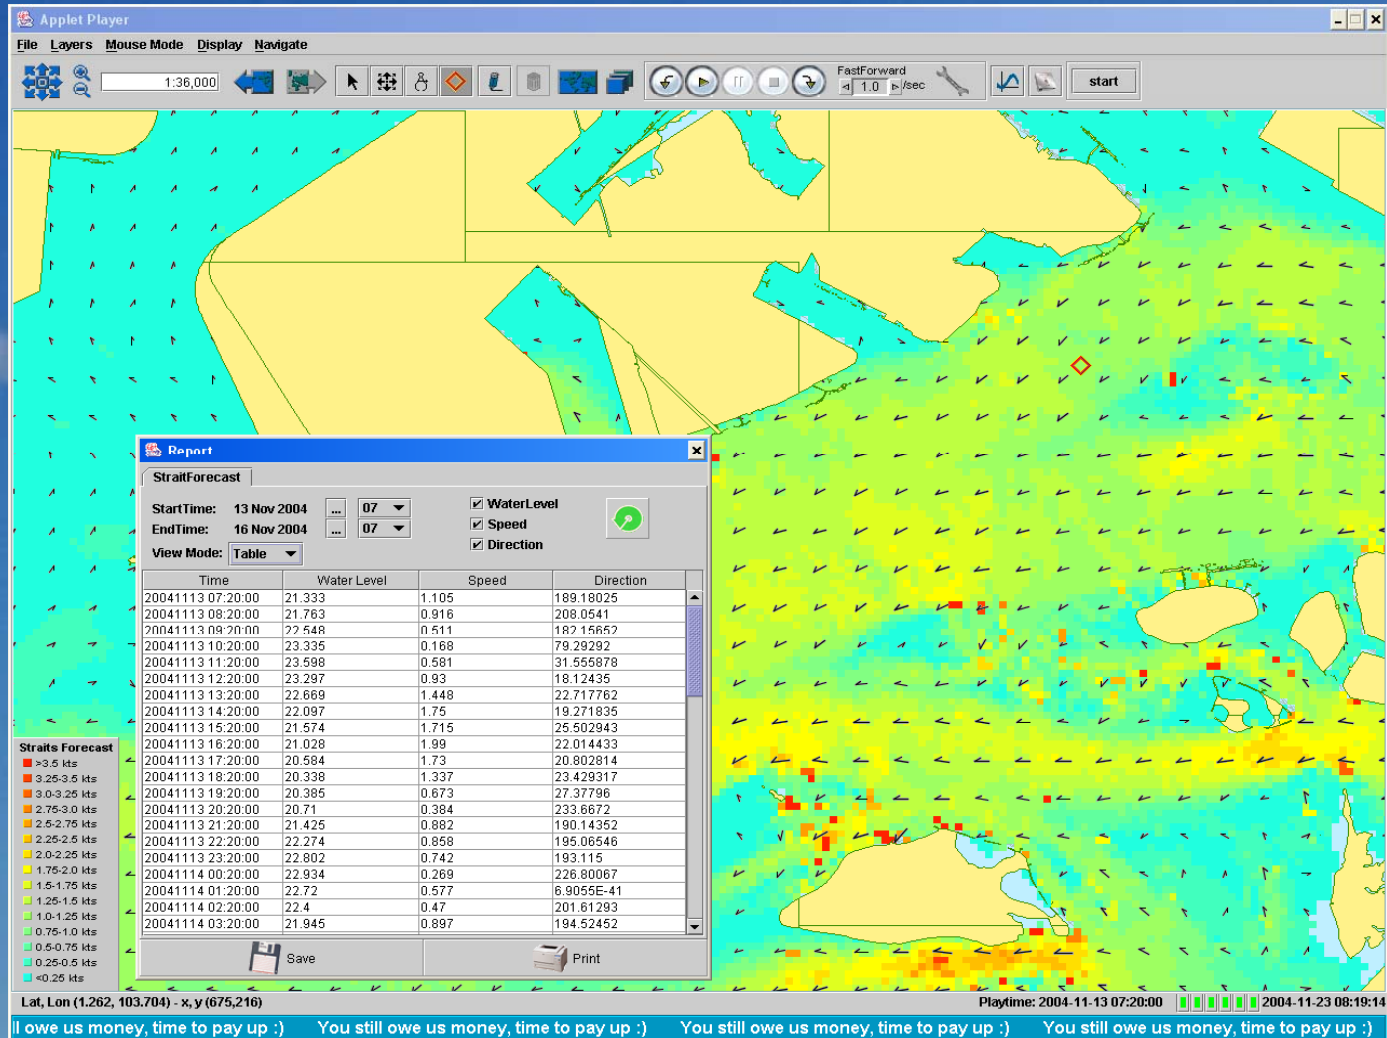 Applet Player
File Layers Mouse Mode Display Navigate
1:36,000 FastForward 1.0 /sec start
Report
StraitForecast
StartTime: 13 Nov 2004 ... 07 WaterLevel
EndTime: 16 Nov 2004 ... 07 Speed
View Mode: Table Direction
Time Water Level Speed Direction
20041113 07:20:00 21.333 1.105 189.18025
20041113 08:20:00 21.763 0.916 208.0541
20041113 09:20:00 22.548 0.511 182.15652
20041113 10:20:00 23.335 0.168 79.29292
20041113 11:20:00 23.598 0.581 31.555878
20041113 12:20:00 23.297 0.93 18.12435
20041113 13:20:00 22.669 1.448 22.717762
20041113 14:20:00 22.097 1.75 19.271835
20041113 15:20:00 21.574 1.715 25.502943
20041113 16:20:00 21.028 1.99 22.014433
20041113 17:20:00 20.584 1.73 20.802814
20041113 18:20:00 20.338 1.337 23.429317
20041113 19:20:00 20.385 0.673 27.37796
20041113 20:20:00 20.71 0.384 233.6672
20041113 21:20:00 21.425 0.882 190.14352
20041113 22:20:00 22.274 0.858 195.06546
20041113 23:20:00 22.802 0.742 193.115
20041114 00:20:00 22.934 0.269 226.80067
20041114 01:20:00 22.72 0.577 6.9055E-41
20041114 02:20:00 22.4 0.47 201.61293
20041114 03:20:00 21.945 0.897 194.52452
Save Print
Straits Forecast
>3.5 kts
3.25-3.5 kts
3.0-3.25 kts
2.75-3.0 kts
2.5-2.75 kts
2.25-2.5 kts
2.0-2.25 kts
1.75-2.0 kts
1.5-1.75 kts
1.25-1.5 kts
1.0-1.25 kts
0.75-1.0 kts
0.5-0.75 kts
0.25-0.5 kts
<0.25 kts
Lat, Lon (1.262, 103.704) - x, y (675,216) Playtime: 2004-11-13 07:20:00 2004-11-23 08:19:14
ll owe us money, time to pay up :) You still owe us money, time to pay up :) You still owe us money, time to pay up :) You still owe us money, time to pay up :)